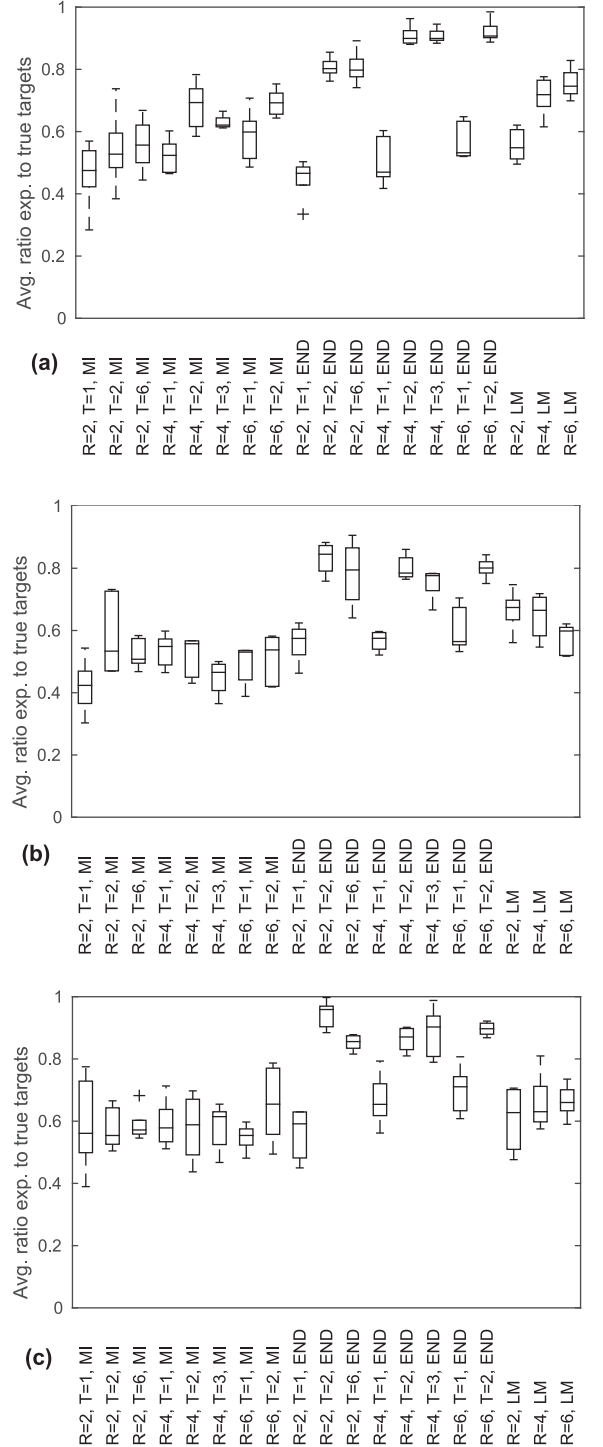 1
0.8
0.6
0.4
0.2
0
Avg. ratio exp. to true targets
(a)
R=2, T=1, MI
R=2, T=2, MI
R=2, T=6, MI
R=4, T=1, MI
R=4, T=2, MI
R=4, T=3, MI
R=6, T=1, MI
R=6, T=2, MI
R=2, T=1, END
R=2, T=2, END
R=2, T=6, END
R=4, T=1, END
R=4, T=2, END
R=4, T=3, END
R=6, T=1, END
R=6, T=2, END
R=2, LM
R=4, LM
R=6, LM
1
0.8
0.6
0.4
0.2
0
Avg. ratio exp. to true targets
(b)
R=2, T=1, MI
R=2, T=2, MI
R=2, T=6, MI
R=4, T=1, MI
R=4, T=2, MI
R=4, T=3, MI
R=6, T=1, MI
R=6, T=2, MI
R=2, T=1, END
R=2, T=2, END
R=2, T=6, END
R=4, T=1, END
R=4, T=2, END
R=4, T=3, END
R=6, T=1, END
R=6, T=2, END
R=2, LM
R=4, LM
R=6, LM
1
0.8
0.6
0.4
0.2
0
Avg. ratio exp. to true targets
(c)
R=2, T=1, MI
R=2, T=2, MI
R=2, T=6, MI
R=4, T=1, MI
R=4, T=2, MI
R=4, T=3, MI
R=6, T=1, MI
R=6, T=2, MI
R=2, T=1, END
R=2, T=2, END
R=2, T=6, END
R=4, T=1, END
R=4, T=2, END
R=4, T=3, END
R=6, T=1, END
R=6, T=2, END
R=2, LM
R=4, LM
R=6, LM